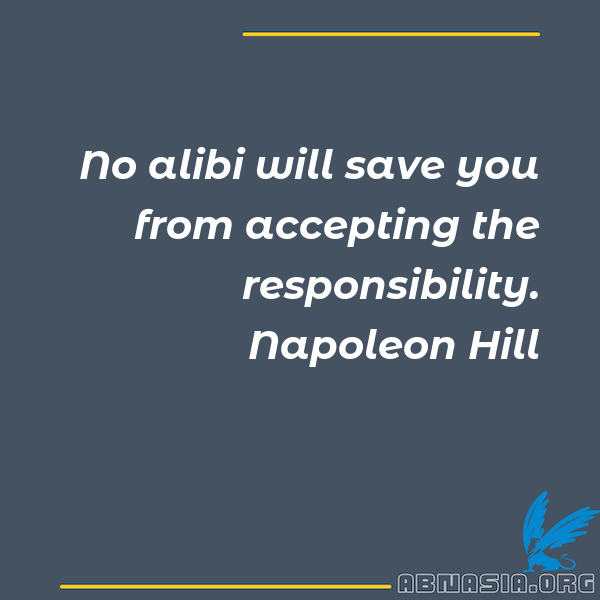 No alibi will save you
from accepting the
responsibility.
Napoleon Hill
ABNASIA.ORG